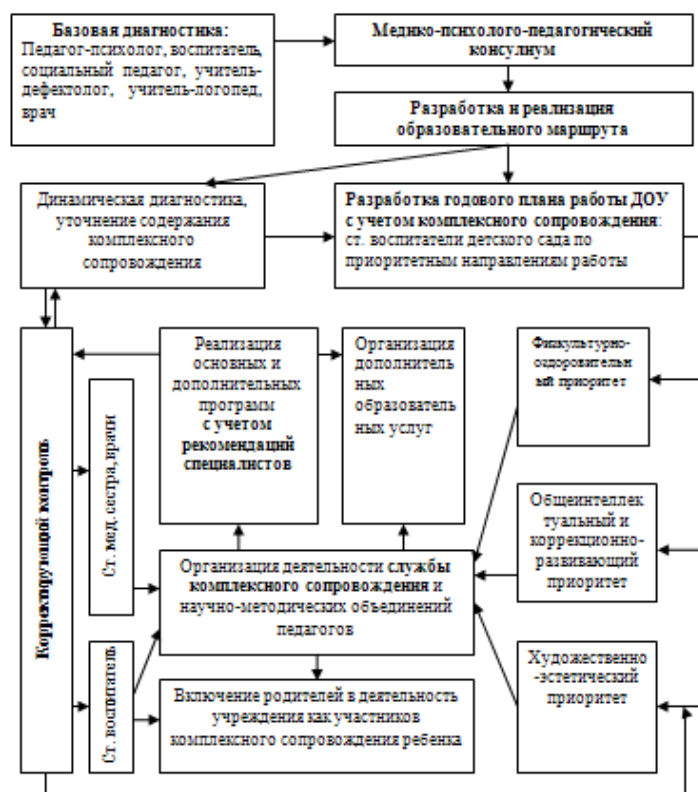 Базовая диагностика:
Педагог-психолог, воспитатель,
социальный педагог, учитель-
дефектолог, учитель-логопед,
врач
Медико-психолого-педагогический
консилиум
Разработка и реализация
образовательного маршрута
Динамическая диагностика,
уточнение содержания
комплексного
сопровождения
Разработка годового плана работы ДОУ
с учетом комплексного сопровождения:
ст. воспитатели детского сада по
приоритетным направлениям работы
Корректирующий контроль
Ст. мед. сестра, врачи
Ст. воспитатель
Реализация
основных и
дополнительных
программ
с учетом
рекомендаций
специалистов
Организация
дополнитель
ных
образователь
ных услуг
Физкультурно-
оздоровительн
ый приоритет
Общеинтеллек
туальный и
коррекционно-
развивающий
приоритет
Организация деятельности службы
комплексного сопровождения и
научно-методических объединений
педагогов
Художественно
-эстетический
приоритет
Включение родителей в деятельность
учреждения как участников
комплексного сопровождения ребенка